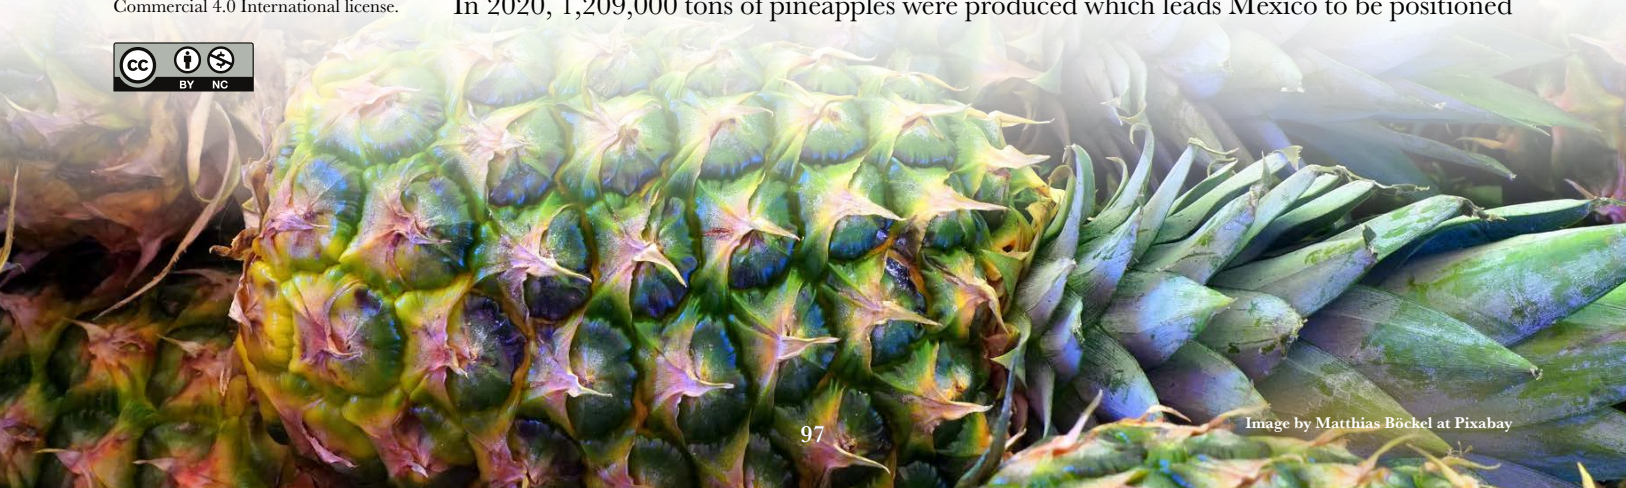 Commercial 4.0 International license.
In 2020, 1,209,000 tons of pineapples were produced which leads Mexico to be positioned
CC
BY NC
97
Image by Matthias Böckel at Pixabay